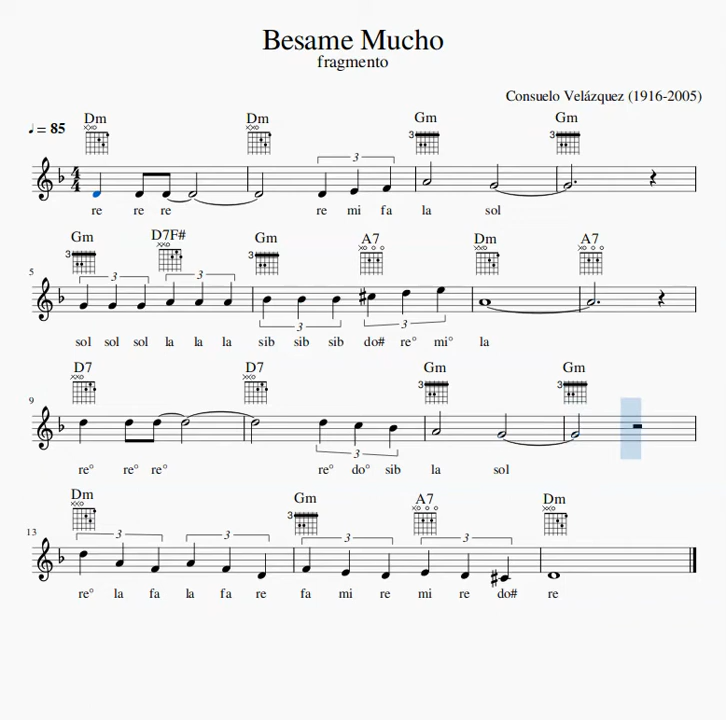 Besame Mucho
fragmento
Consuelo Velázquez (1916-2005)
♩ = 85
Dm Dm Gm Gm
3 3
3
4 4
re re re re mi fa la sol
Gm D7F# Gm A7 Dm A7
3 3
5 3 3
3 3
sol sol sol la la la sib sib sib do# re° mi° la
D7 D7 Gm Gm
3 3
9
3
re° re° re° re° do° sib la sol
Dm Gm A7 Dm
3
13 3 3 3 3
re° la fa la fa re fa mi re mi re do# re